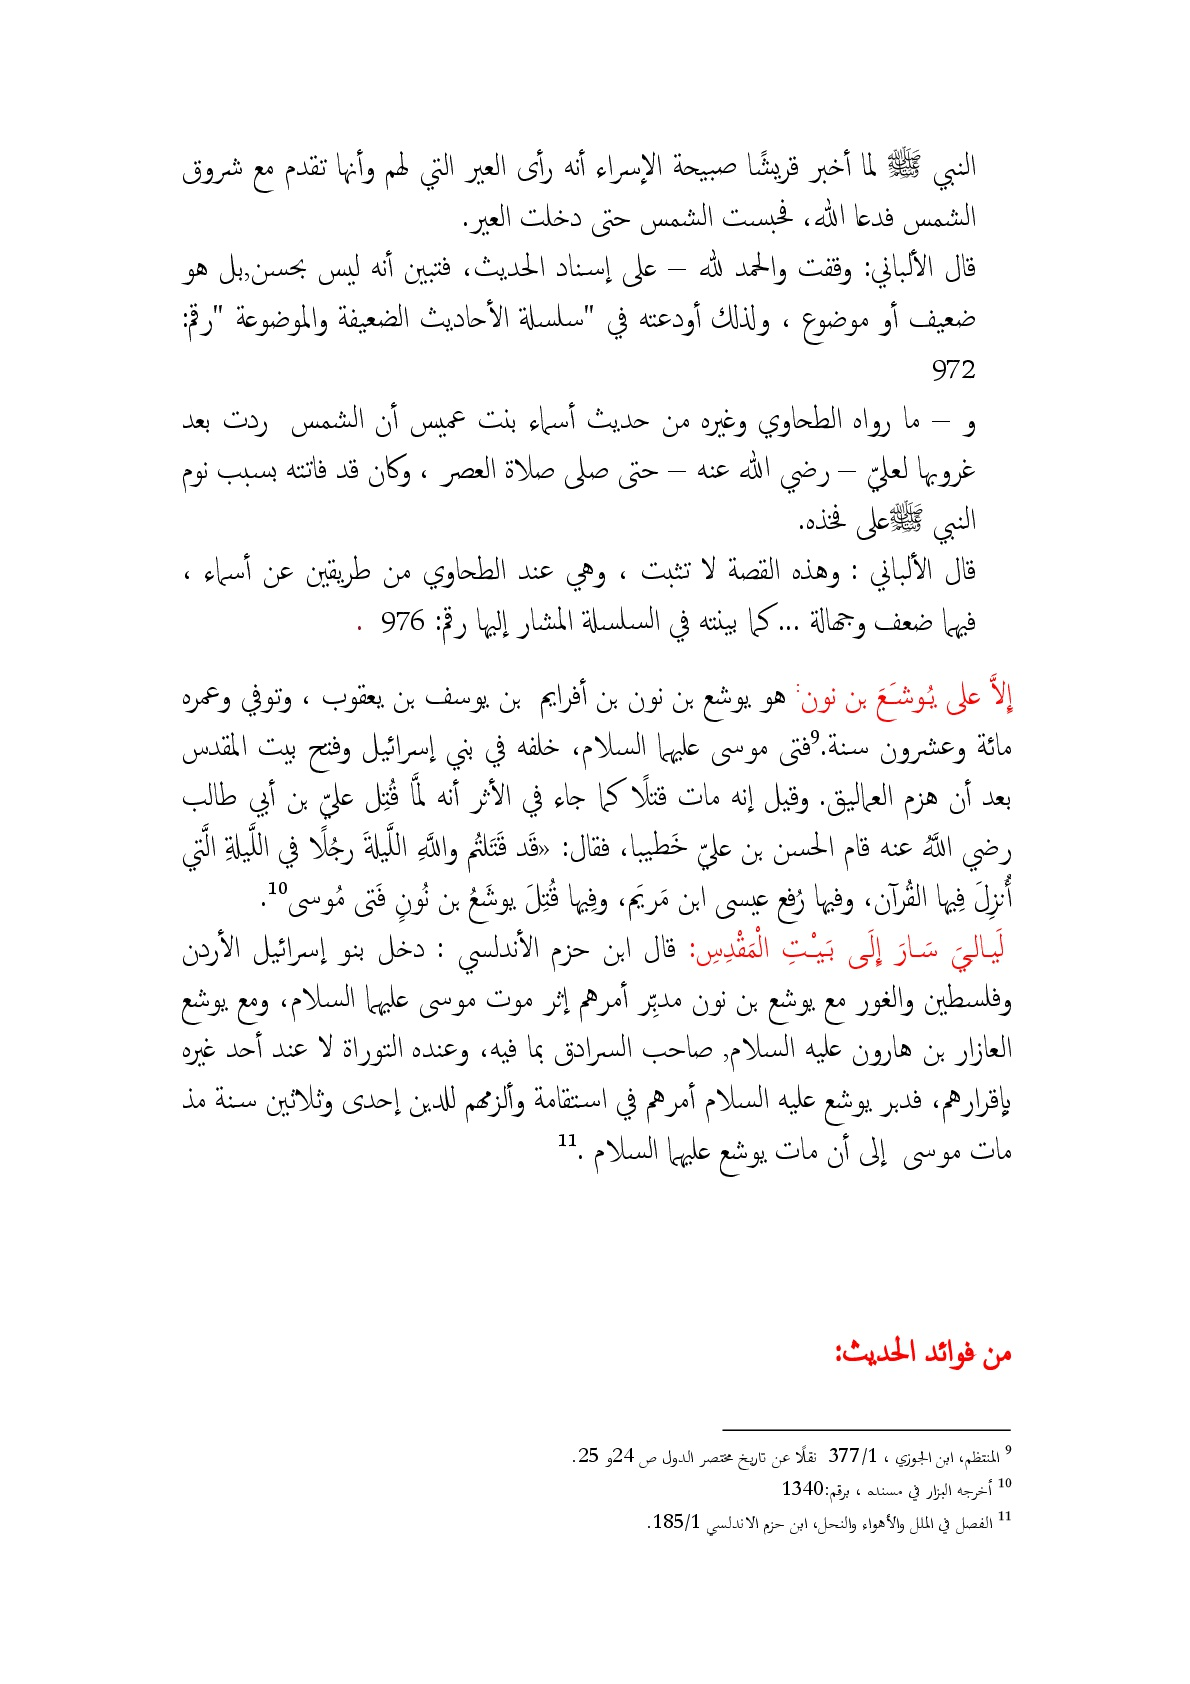 النبي ﷺ لما أخبر قريشًا صبيحة الإسراء أنه رأى العير التي لهم وأنها تقدم مع شروق
الشمس فدعا الله، فحبست الشمس حتى دخلت العير.
قال الألباني: وقفت والحمد لله – على إسناد الحديث، فتبين أنه ليس بحسن,بل هو
ضعيف أو موضوع ، ولذلك أودعته في "سلسلة الأحاديث الضعيفة والموضوعة "رقم:
972
و – ما رواه الطحاوي وغيره من حديث أسماء بنت عميس أن الشمس ردت بعد
غروبها لعليّ – رضي الله عنه – حتى صلى صلاة العصر ، وكان قد فاتته بسبب نوم
النبي ﷺعلى فخذه.
قال الألباني : وهذه القصة لا تثبت ، وهي عند الطحاوي من طريقين عن أسماء ،
فيهما ضعف وجهالة ...كما بينته في السلسلة المشار إليها رقم: 976 .
إِلاَّ على يُوشَعَ بن نون: هو يوشع بن نون بن أفرايم بن يوسف بن يعقوب ، وتوفي وعمره
مائة وعشرون سنة.9فتى موسى عليهما السلام، خلفه في بني إسرائيل وفتح بيت المقدس
بعد أن هزم العماليق. وقيل إنه مات قتلًا كما جاء في الأثر أنه لمَّا قُتِل عليّ بن أبي طالب
رضي اللَّهُ عنه قام الحسن بن عليّ خَطيبا، فقال: «قَد قَتَلتُم واللَّهِ اللَّيلةَ رجُلًا في اللَّيلةِ الَّتي
أُنزِلَ فِيها القُرآن، وفيها رُفع عيسى ابن مَريَم، وفِيها قُتِلَ يوشَعُ بن نُونٍ فَتى مُوسى10.
لَيـالـيَ سَـارَ إِلَـى بَـيْـتِ الْـمَقْدِسِ: قال ابن حزم الأندلسي : دخل بنو إسرائيل الأردن
وفلسطين والغور مع يوشع بن نون مدبِّر أمرهم إثر موت موسى عليهما السلام، ومع يوشع
العازار بن هارون عليه السلام, صاحب السرادق بما فيه، وعنده التوراة لا عند أحد غيره
بإقرارهم، فدبر يوشع عليه السلام أمرهم في استقامة وألزمهم للدين إحدى وثلاثين سنة مذ
مات موسى إلى أن مات يوشع عليهما السلام .11
من فوائد الحديث:
9 المنتظم، ابن الجوزي ، 377/1 نقلًا عن تاريخ مختصر الدول ص 24و 25.
10 أخرجه البزار في مسنده ، برقم:1340
11 الفصل في الملل والأهواء والنحل، ابن حزم الاندلسي 185/1.